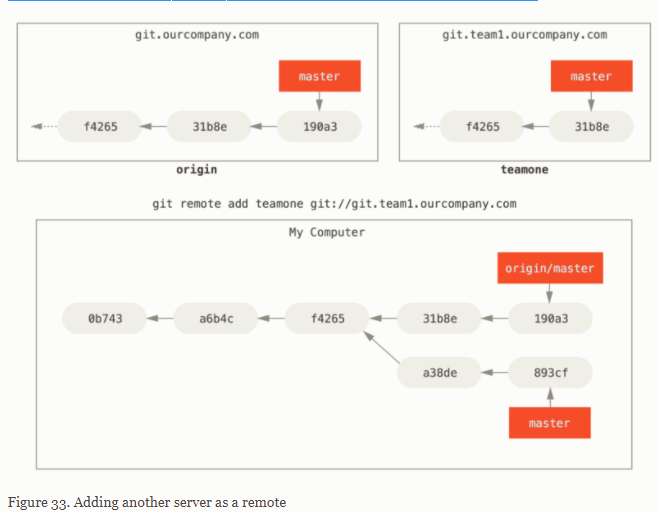 git.ourcompany.com
master
f4265
31b8e
190a3
origin
git.team1.ourcompany.com
master
f4265
31b8e
teamone
git remote add teamone git://git.team1.ourcompany.com
My Computer
origin/master
0b743
a6b4c
f4265
31b8e
190a3
a38de
893cf
master
Figure 33. Adding another server as a remote